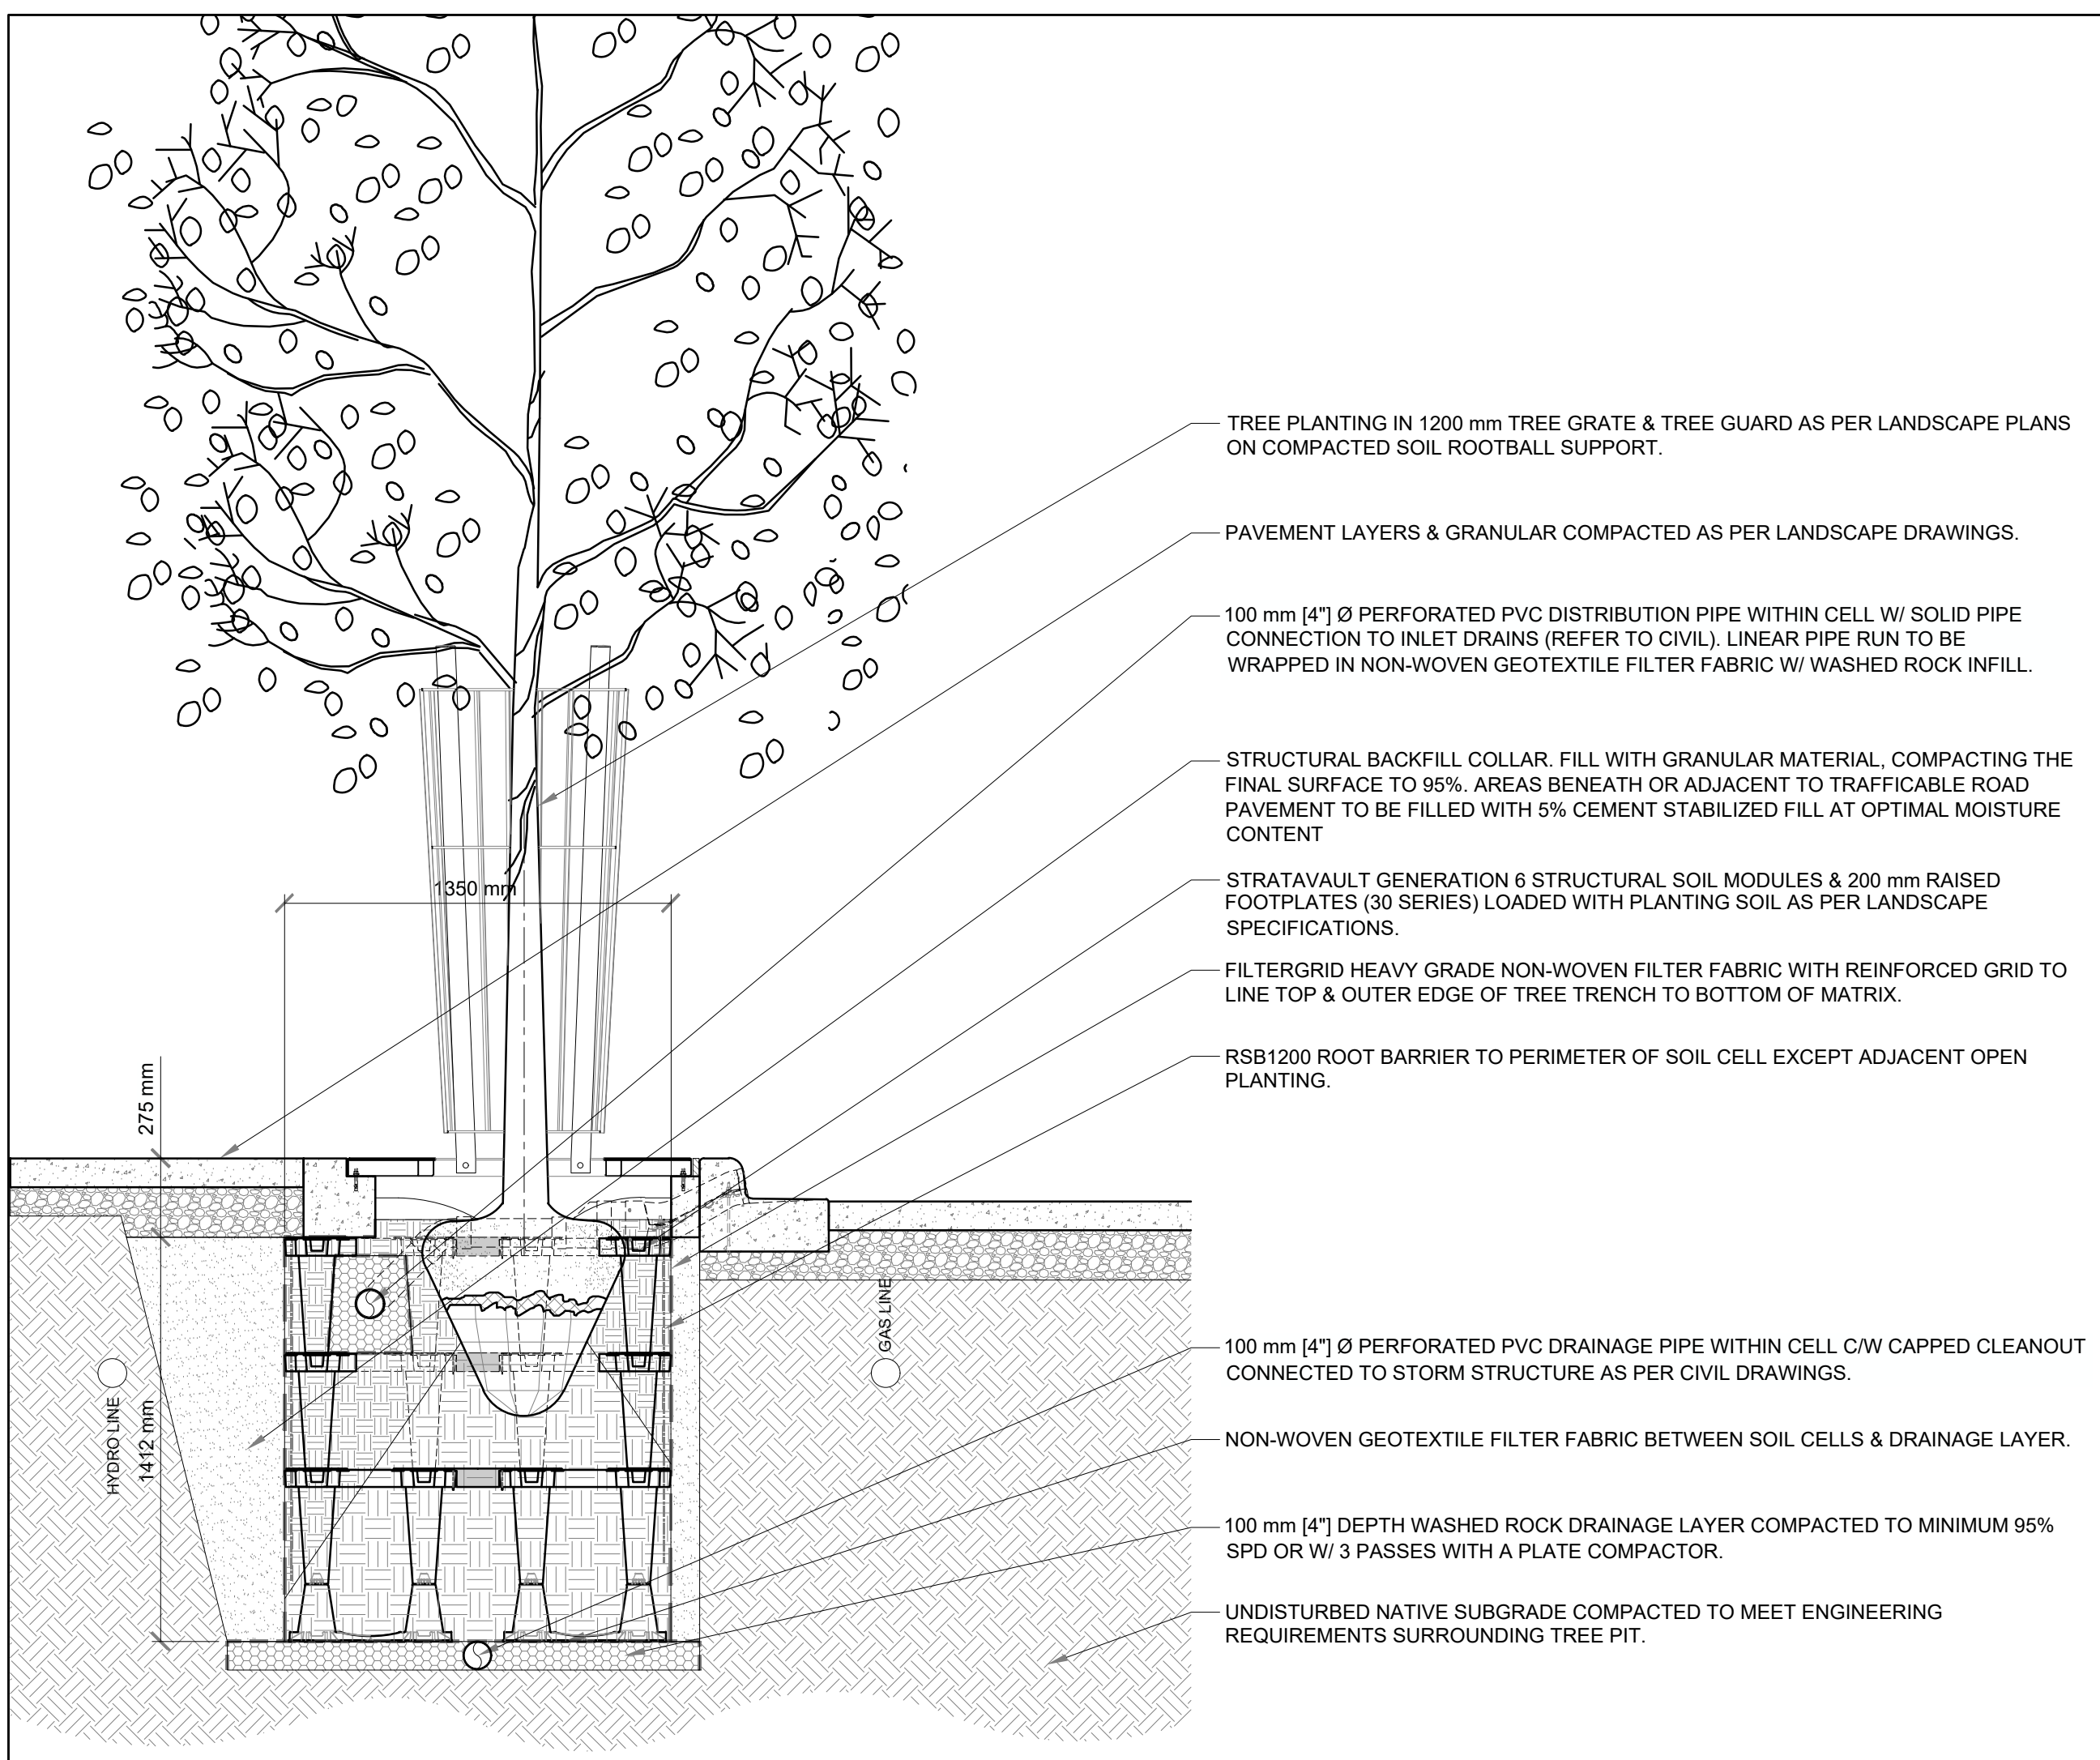 TREE PLANTING IN 1200 mm TREE GRATE & TREE GUARD AS PER LANDSCAPE PLANS
ON COMPACTED SOIL ROOTBALL SUPPORT.
PAVEMENT LAYERS & GRANULAR COMPACTED AS PER LANDSCAPE DRAWINGS.
100 mm [4"] Ø PERFORATED PVC DISTRIBUTION PIPE WITHIN CELL W/ SOLID PIPE
CONNECTION TO INLET DRAINS (REFER TO CIVIL). LINEAR PIPE RUN TO BE
WRAPPED IN NON-WOVEN GEOTEXTILE FILTER FABRIC W/ WASHED ROCK INFILL.
STRUCTURAL BACKFILL COLLAR. FILL WITH GRANULAR MATERIAL, COMPACTING THE
FINAL SURFACE TO 95%. AREAS BENEATH OR ADJACENT TO TRAFFICABLE ROAD
PAVEMENT TO BE FILLED WITH 5% CEMENT STABILIZED FILL AT OPTIMAL MOISTURE
CONTENT
STRATAVAULT GENERATION 6 STRUCTURAL SOIL MODULES & 200 mm RAISED
FOOTPLATES (30 SERIES) LOADED WITH PLANTING SOIL AS PER LANDSCAPE
SPECIFICATIONS.
FILTERGRID HEAVY GRADE NON-WOVEN FILTER FABRIC WITH REINFORCED GRID TO
LINE TOP & OUTER EDGE OF TREE TRENCH TO BOTTOM OF MATRIX.
RSB1200 ROOT BARRIER TO PERIMETER OF SOIL CELL EXCEPT ADJACENT OPEN
PLANTING.
100 mm [4"] Ø PERFORATED PVC DRAINAGE PIPE WITHIN CELL C/W CAPPED CLEANOUT
CONNECTED TO STORM STRUCTURE AS PER CIVIL DRAWINGS.
NON-WOVEN GEOTEXTILE FILTER FABRIC BETWEEN SOIL CELLS & DRAINAGE LAYER.
100 mm [4"] DEPTH WASHED ROCK DRAINAGE LAYER COMPACTED TO MINIMUM 95%
SPD OR W/ 3 PASSES WITH A PLATE COMPACTOR.
UNDISTURBED NATIVE SUBGRADE COMPACTED TO MEET ENGINEERING
REQUIREMENTS SURROUNDING TREE PIT.
1350 mm
275 mm
1412 mm
HYDRO LINE
GAS LINE